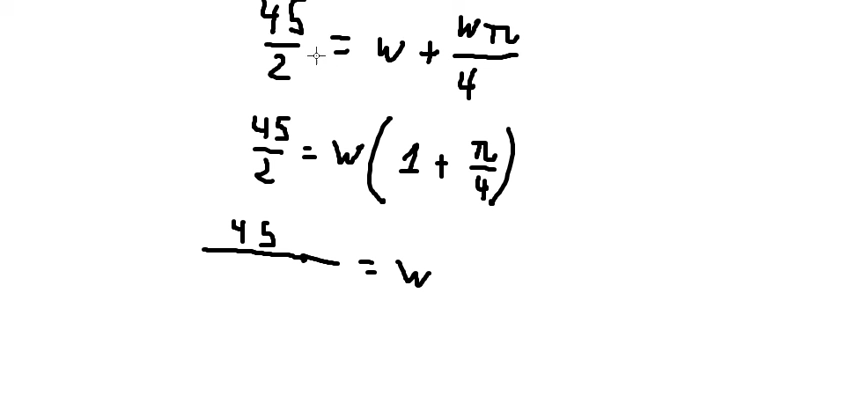 45/2 = w + wπ/4
45/2 = w(1 + π/4)
45/ = w